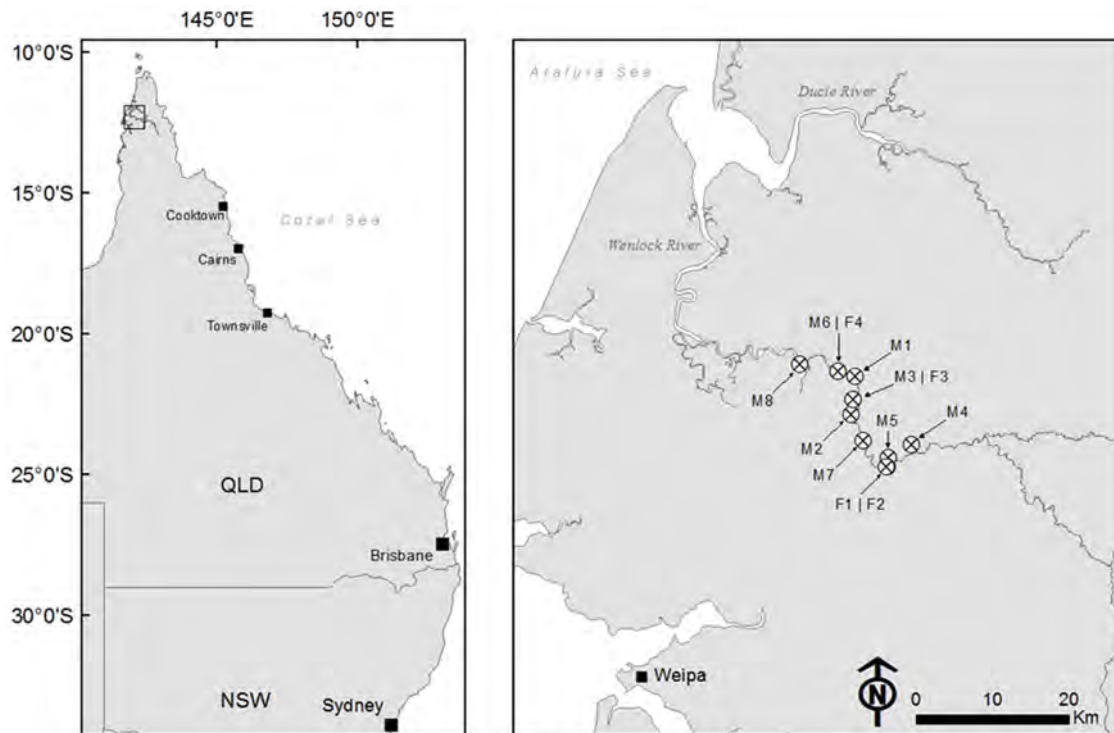 145°0'E 150°0'E
10°0'S
15°0'S
20°0'S
25°0'S
30°0'S
Cooktown
Coral Sea
Cairns
Townsville
QLD
Brisbane
NSW
Sydney
Arafura Sea
Ducie River
Wenlock River
M6 | F4
M1
M8
M3 | F3
M5
M4
M2
M7
F1 | F2
Weipa
N
0 10 20
Km